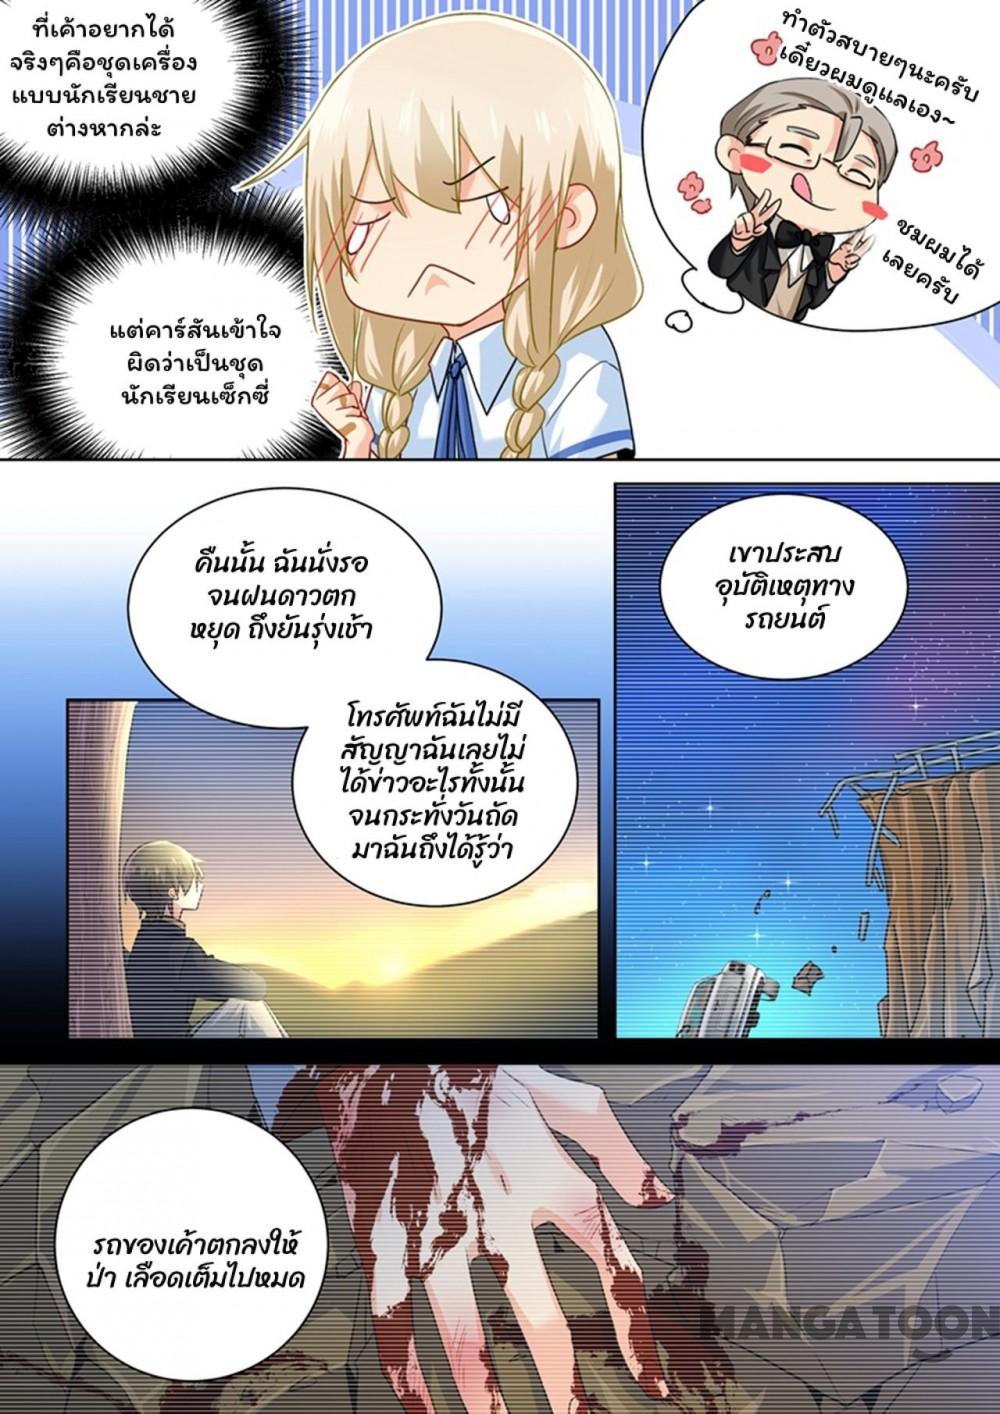 ที่เค้าอยากได้
จริงๆคือชุดเครื่อง
แบบนักเรียนชาย
ต่างหากล่ะ
ทำตัวสบายๆนะครับ
เดี๋ยวผมดูแลเอง~
ชมผมได้
เลยครับ
แต่คาร์สันเข้าใจ
ผิดว่าเป็นชุด
นักเรียนเซ็กซี่
คืนนั้น ฉันนั่งรอ
จนฝนดาวตก
หยุด ถึงยันรุ่งเช้า
เขาประสบ
อุบัติเหตุทาง
รถยนต์
โทรศัพท์ฉันไม่มี
สัญญาฉันเลยไม่
ได้ข่าวอะไรทั้งนั้น
จนกระทั่งวันถัด
มาฉันถึงได้รู้ว่า
รถของเค้าตกลงให้
ป่า เลือดเต็มไปหมด
MANGATOON